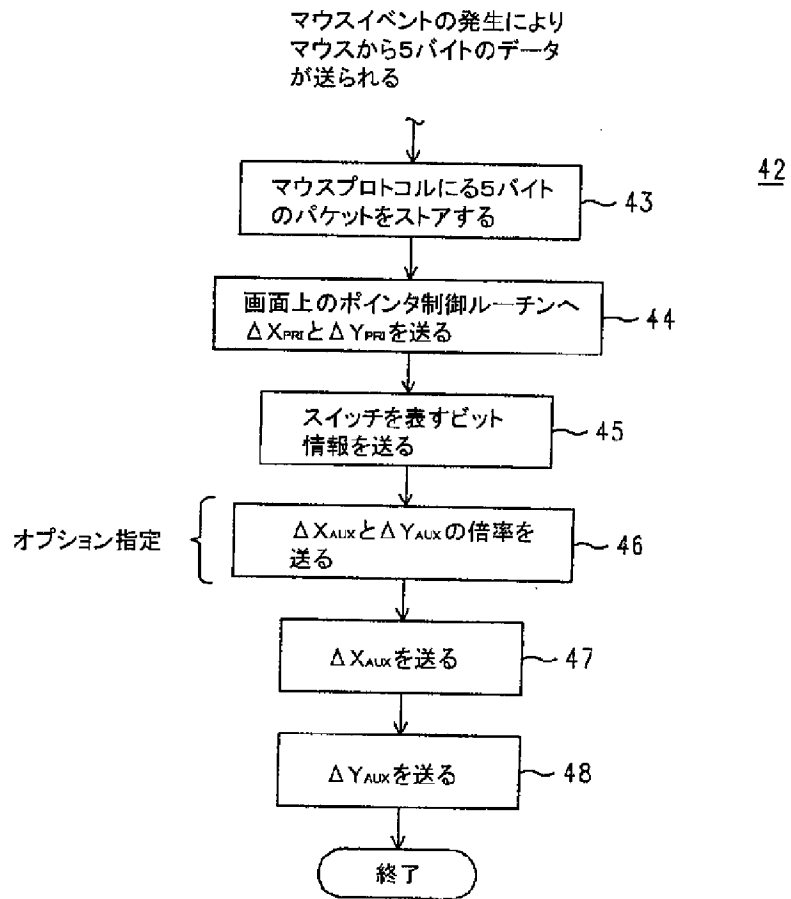 マウスイベントの発生により
マウスから5バイトのデータ
が送られる
42
マウスプロトコルにる5バイト
のパケットをストアする
43
画面上のポインタ制御ルーチンへ
ΔXPRIとΔYPRIを送る
44
スイッチを表すビット
情報を送る
45
オプション指定
ΔXAUXとΔYAUXの倍率を
送る
46
ΔXAUXを送る
47
ΔYAUXを送る
48
終了